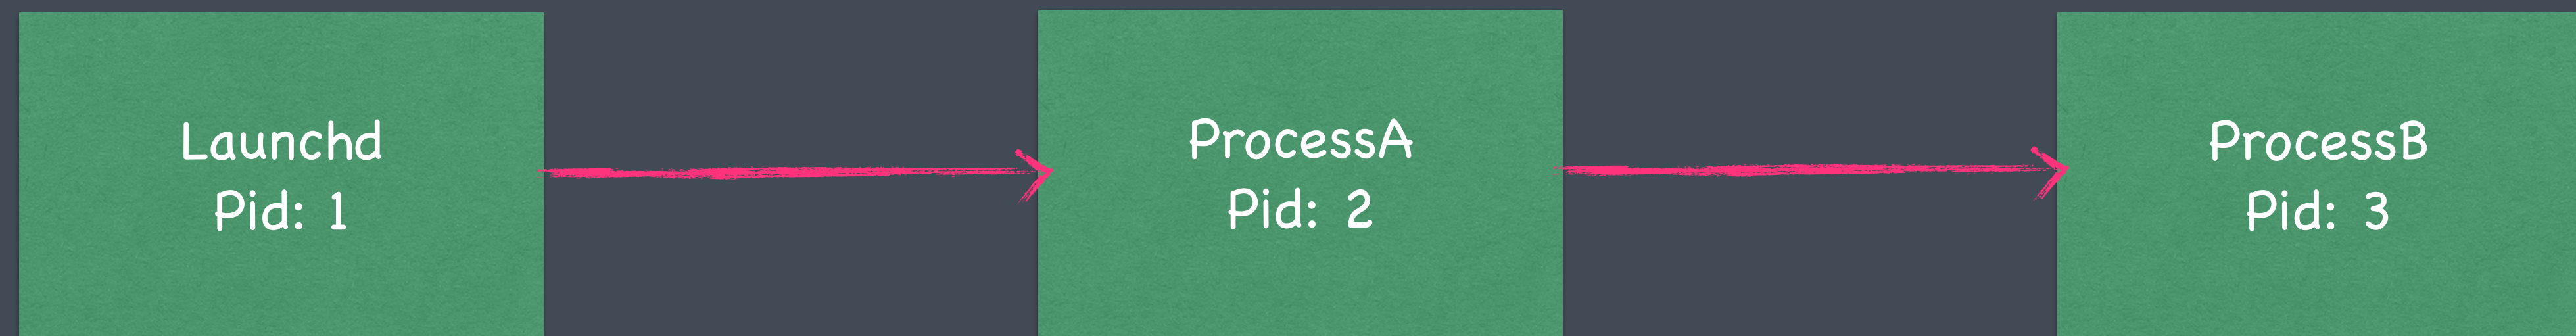 Launchd
Pid: 1
ProcessA
Pid: 2
ProcessB
Pid: 3